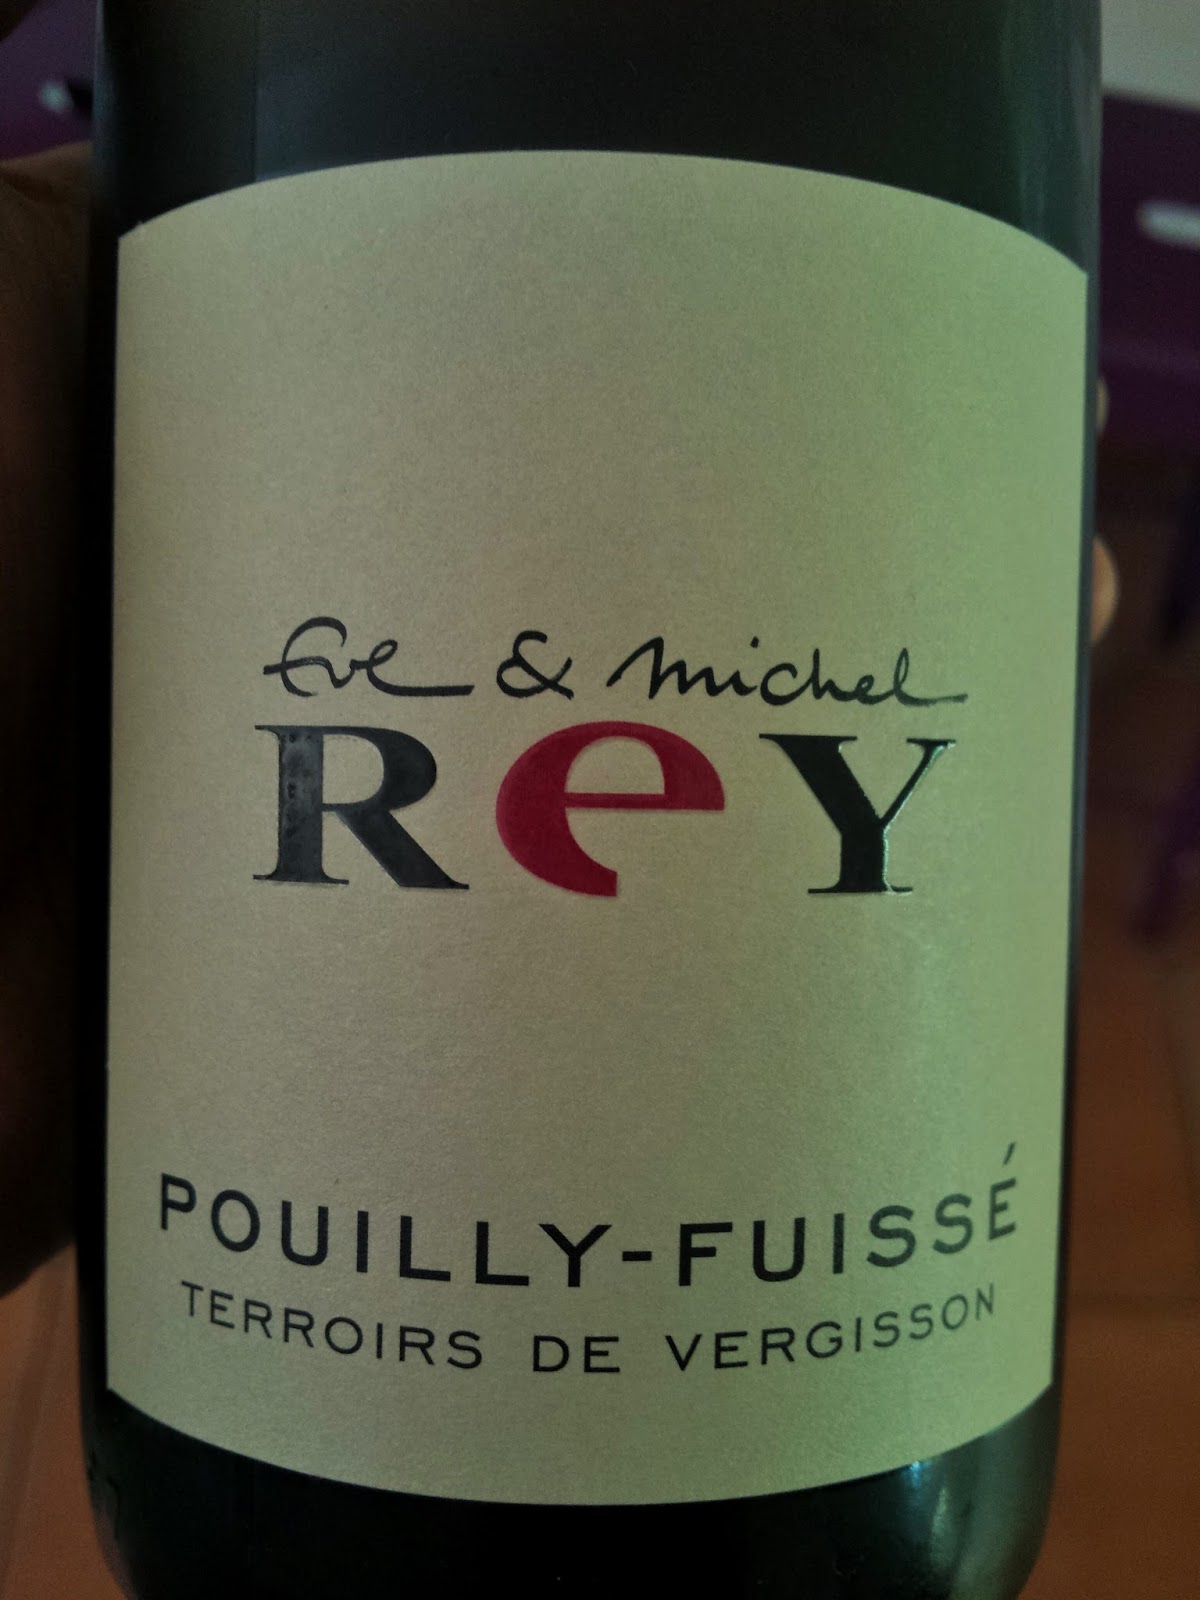 Eve & Michel
ReY
POUILLY-FUISSÉ
TERROIRS DE VERGISSON